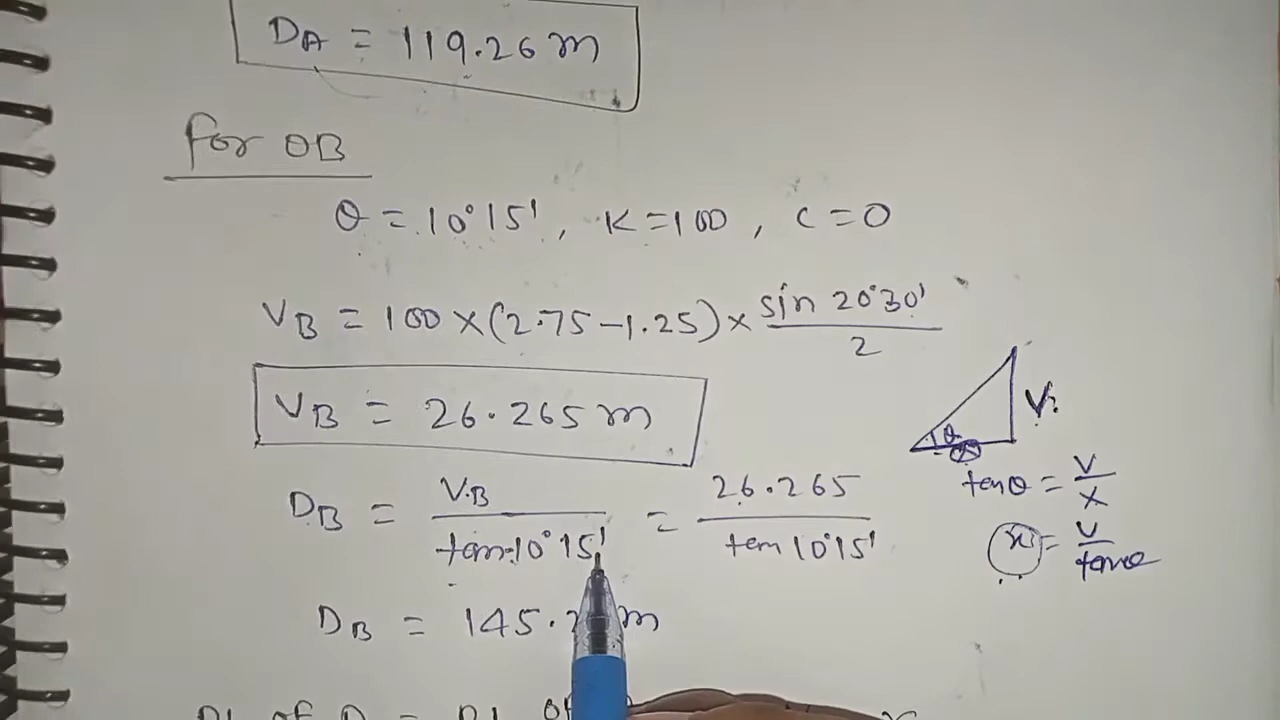 DA = 119.26 m
for OB
θ = 10°15', K=100, C=0
VB = 100 × (2.75 - 1.25) × sin 20°30' / 2
VB = 26.265 m
DB = VB / tan 10°15' = 26.265 / tan 10°15'
DB = 145. m
θ
V
tanθ = V / x
x = V / tanθ